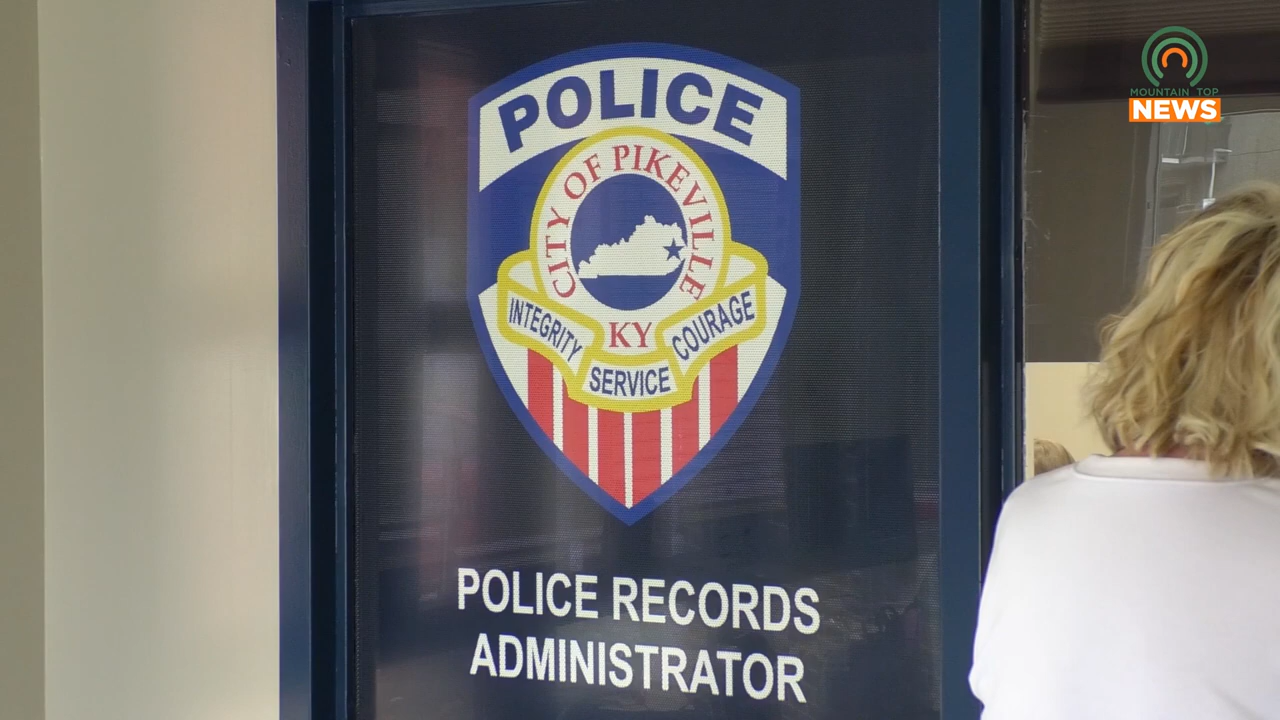 MOUNTAIN TOP
NEWS
POLICE
CITY OF PIKEVILLE
KY
INTEGRITY
SERVICE
COURAGE
POLICE RECORDS
ADMINISTRATOR